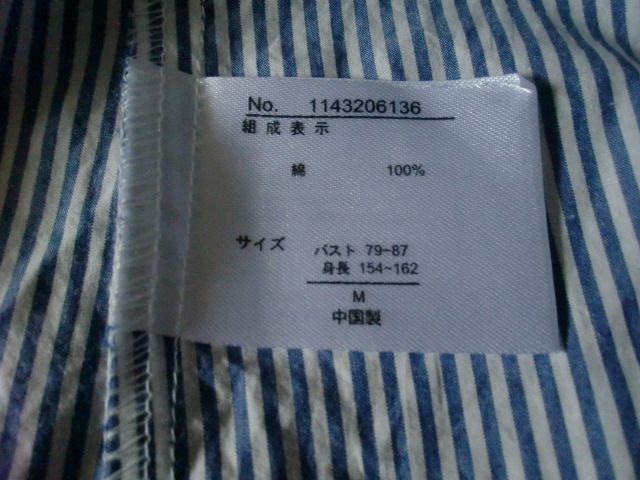 No. 1143206136
組成表示
綿 100%
サイズ バスト 79~87
身長 154~162
M
中国製